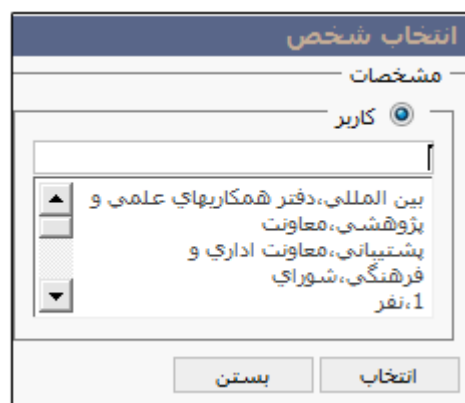 انتخاب شخص
مشخصات
کاربر
بين المللي،دفتر همکاريهاي علمي و
پژوهشي،معاونت
پشتيباني،معاونت اداري و
فرهنگي،شوراي
1،نفر
انتخاب
بستن